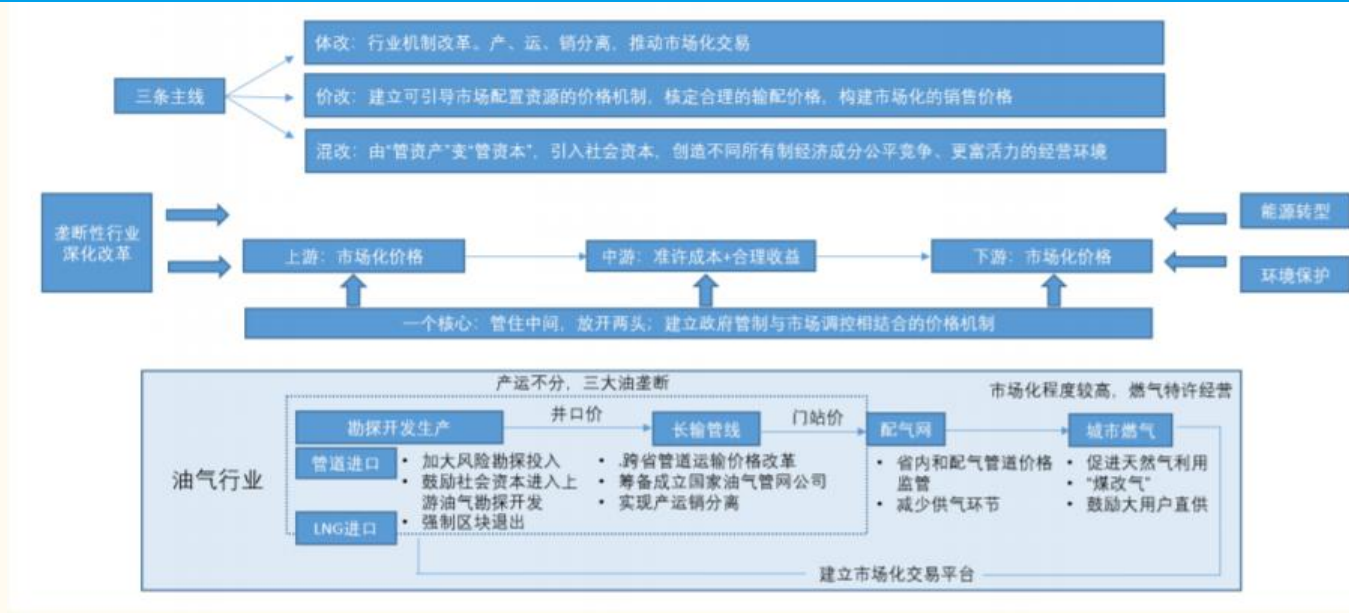 体改：行业机制改革。产、运、销分离，推动市场化交易
三条主线
价改：建立可引导市场配置资源的价格机制，核定合理的输配价格，构建市场化的销售价格
混改：由“管资产”变“管资本”，引入社会资本，创造不同所有制经济成分公平竞争、更富活力的经营环境
垄断性行业
深化改革
能源转型
环境保护
上游：市场化价格
中游：准许成本+合理收益
下游：市场化价格
一个核心：管住中间，放开两头；建立政府管制与市场调控相结合的价格机制
产运不分，三大油垄断
市场化程度较高，燃气特许经营
油气行业
勘探开发生产
井口价
长输管线
门站价
配气网
城市燃气
管道进口
LNG进口
• 加大风险勘探投入
• 鼓励社会资本进入上
游油气勘探开发
• 强制区块退出
• .跨省管道运输价格改革
• 筹备成立国家油气管网公司
• 实现产运销分离
• 省内和配气管道价格
监管
• 减少供气环节
• 促进天然气利用
• “煤改气”
• 鼓励大用户直供
建立市场化交易平台